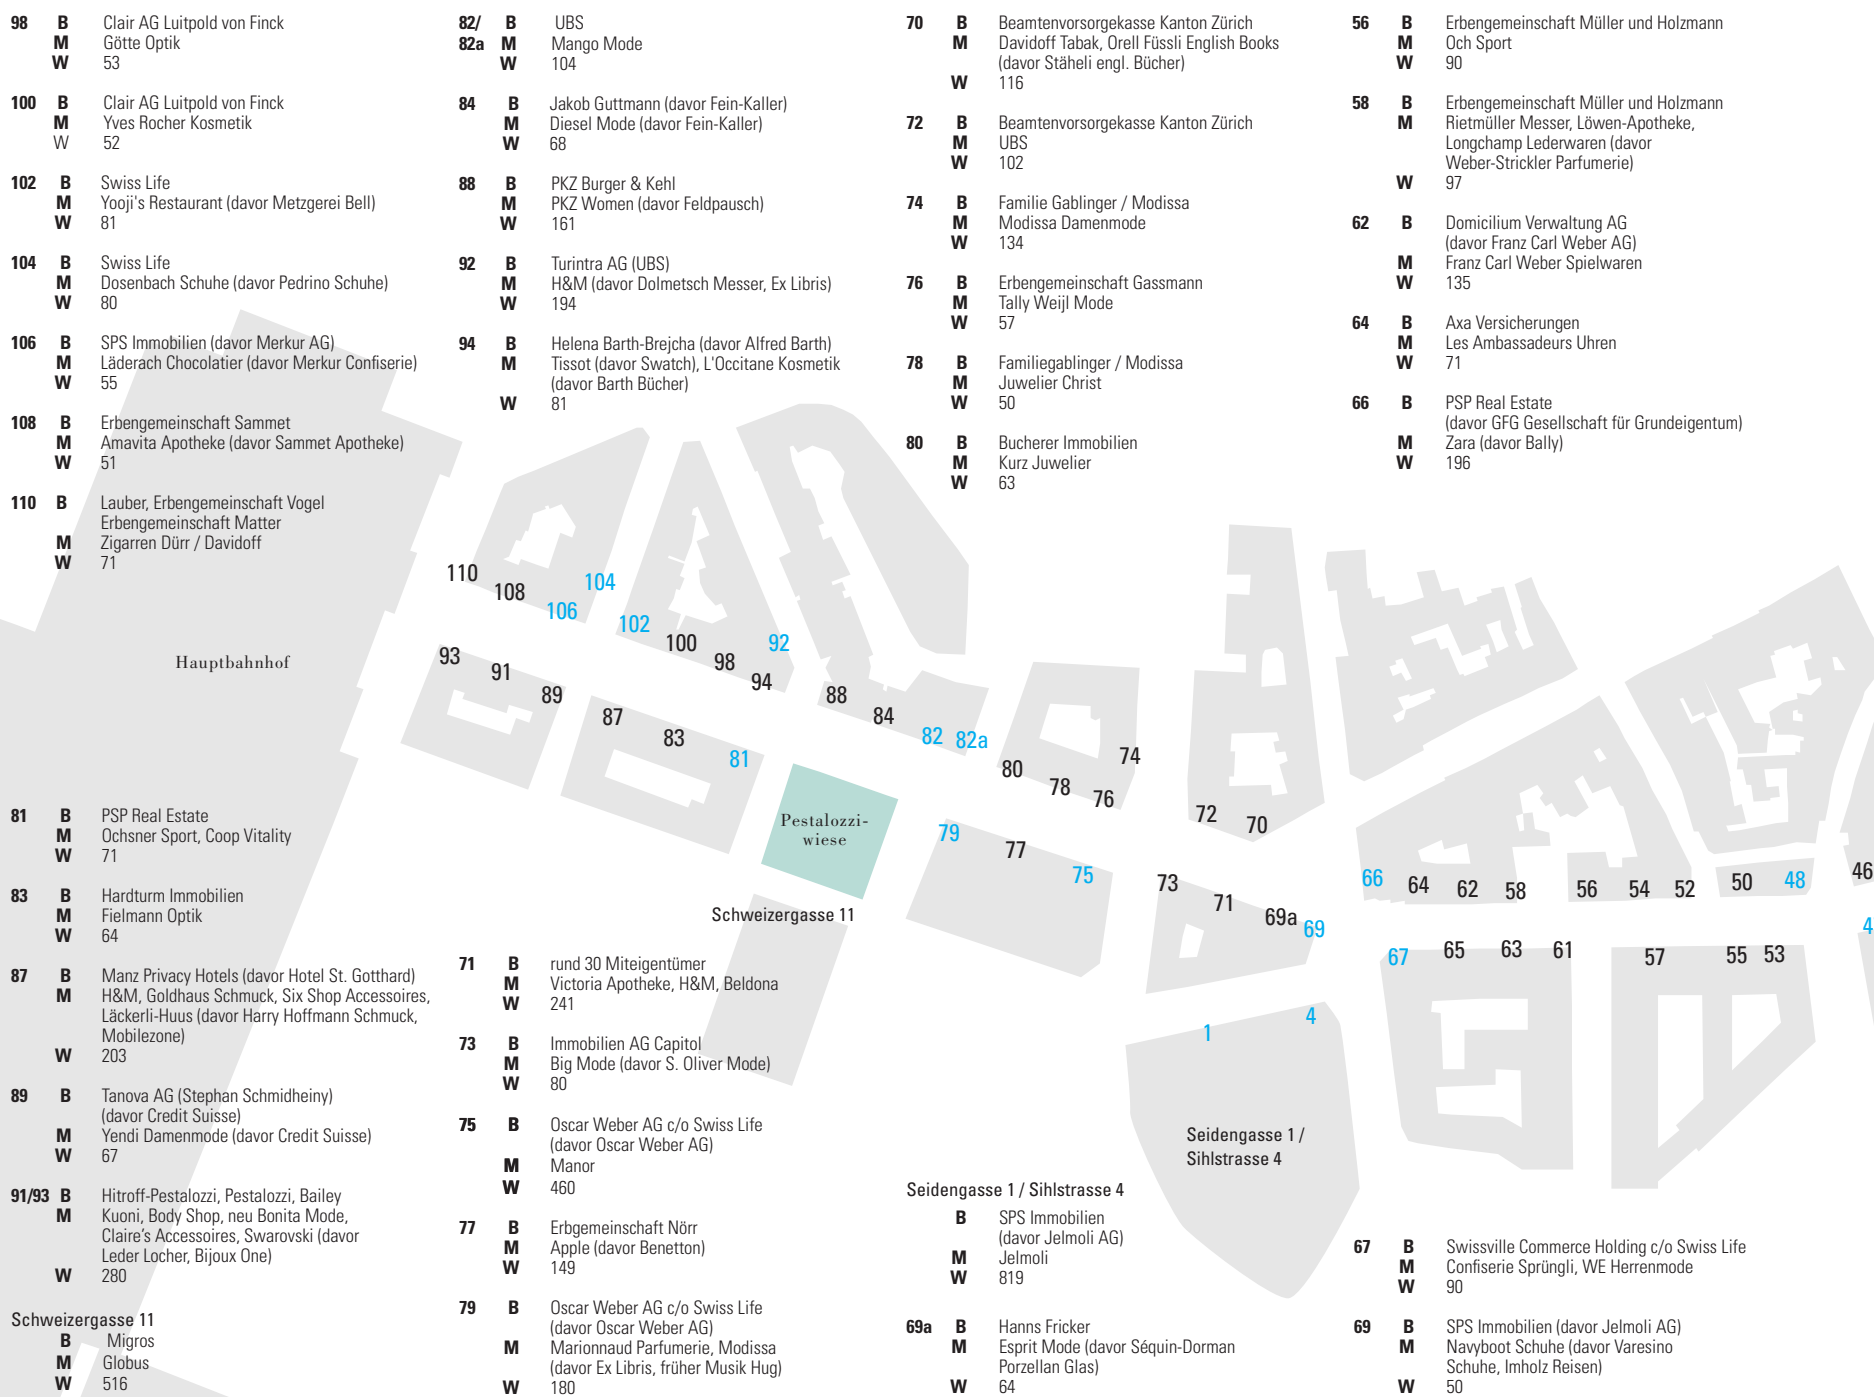 98 B Clair AG Luitpold von Finck
M Götte Optik
W 53
100 B Clair AG Luitpold von Finck
M Yves Rocher Kosmetik
W 52
102 B Swiss Life
M Yooji's Restaurant (davor Metzgerei Bell)
W 81
104 B Swiss Life
M Dosenbach Schuhe (davor Pedrino Schuhe)
W 80
106 B SPS Immobilien (davor Merkur AG)
M Läderach Chocolatier (davor Merkur Confiserie)
W 55
108 B Erbengemeinschaft Sammet
M Amavita Apotheke (davor Sammet Apotheke)
W 51
110 B Lauber, Erbengemeinschaft Vogel
Erbengemeinschaft Matter
M Zigarren Dürr / Davidoff
W 71
82/ B UBS
82a M Mango Mode
W 104
84 B Jakob Guttmann (davor Fein-Kaller)
M Diesel Mode (davor Fein-Kaller)
W 68
88 B PKZ Burger & Kehl
M PKZ Women (davor Feldpausch)
W 161
92 B Turintra AG (UBS)
M H&M (davor Dolmetsch Messer, Ex Libris)
W 194
94 B Helena Barth-Brejcha (davor Alfred Barth)
M Tissot (davor Swatch), L'Occitane Kosmetik
(davor Barth Bücher)
W 81
70 B Beamtenvorsorgekasse Kanton Zürich
M Davidoff Tabak, Orell Füssli English Books
(davor Stäheli engl. Bücher)
W 116
72 B Beamtenvorsorgekasse Kanton Zürich
M UBS
W 102
74 B Familie Gablinger / Modissa
M Modissa Damenmode
W 134
76 B Erbengemeinschaft Gassmann
M Tally Weijl Mode
W 57
78 B Familiegablinger / Modissa
M Juwelier Christ
W 50
80 B Bucherer Immobilien
M Kurz Juwelier
W 63
56 B Erbengemeinschaft Müller und Holzmann
M Och Sport
W 90
58 B Erbengemeinschaft Müller und Holzmann
M Rietmüller Messer, Löwen-Apotheke,
Longchamp Lederwaren (davor
Weber-Strickler Parfumerie)
W 97
62 B Domicilium Verwaltung AG
(davor Franz Carl Weber AG)
M Franz Carl Weber Spielwaren
W 135
64 B Axa Versicherungen
M Les Ambassadeurs Uhren
W 71
66 B PSP Real Estate
(davor GFG Gesellschaft für Grundeigentum)
M Zara (davor Bally)
W 196
110
108
104
106
102
100
98
92
94
88
84
82
82a
80
78
76
74
72
70
66
64
62
58
56
54
52
50
48
46
Hauptbahnhof
93
91
89
87
83
81
Pestalozzi-
wiese
79
77
75
73
71
69a
69
67
65
63
61
57
55
53
4
1
4
Schweizergasse 11
Seidengasse 1 /
Sihlstrasse 4
81 B PSP Real Estate
M Ochsner Sport, Coop Vitality
W 71
83 B Hardturm Immobilien
M Fielmann Optik
W 64
87 B Manz Privacy Hotels (davor Hotel St. Gotthard)
M H&M, Goldhaus Schmuck, Six Shop Accessoires,
Läckerli-Huus (davor Harry Hoffmann Schmuck,
Mobilezone)
W 203
89 B Tanova AG (Stephan Schmidheiny)
(davor Credit Suisse)
M Yendi Damenmode (davor Credit Suisse)
W 67
91/93 B Hitroff-Pestalozzi, Pestalozzi, Bailey
M Kuoni, Body Shop, neu Bonita Mode,
Claire's Accessoires, Swarovski (davor
Leder Locher, Bijoux One)
W 280
Schweizergasse 11
B Migros
M Globus
W 516
71 B rund 30 Miteigentümer
M Victoria Apotheke, H&M, Beldona
W 241
73 B Immobilien AG Capitol
M Big Mode (davor S. Oliver Mode)
W 80
75 B Oscar Weber AG c/o Swiss Life
(davor Oscar Weber AG)
M Manor
W 460
77 B Erbgemeinschaft Nörr
M Apple (davor Benetton)
W 149
79 B Oscar Weber AG c/o Swiss Life
(davor Oscar Weber AG)
M Marionnaud Parfumerie, Modissa
(davor Ex Libris, früher Musik Hug)
W 180
Seidengasse 1 / Sihlstrasse 4
B SPS Immobilien
(davor Jelmoli AG)
M Jelmoli
W 819
69a B Hanns Fricker
M Esprit Mode (davor Séquin-Dorman
Porzellan Glas)
W 64
67 B Swissville Commerce Holding c/o Swiss Life
M Confiserie Sprüngli, WE Herrenmode
W 90
69 B SPS Immobilien (davor Jelmoli AG)
M Navyboot Schuhe (davor Varesino
Schuhe, Imholz Reisen)
W 50